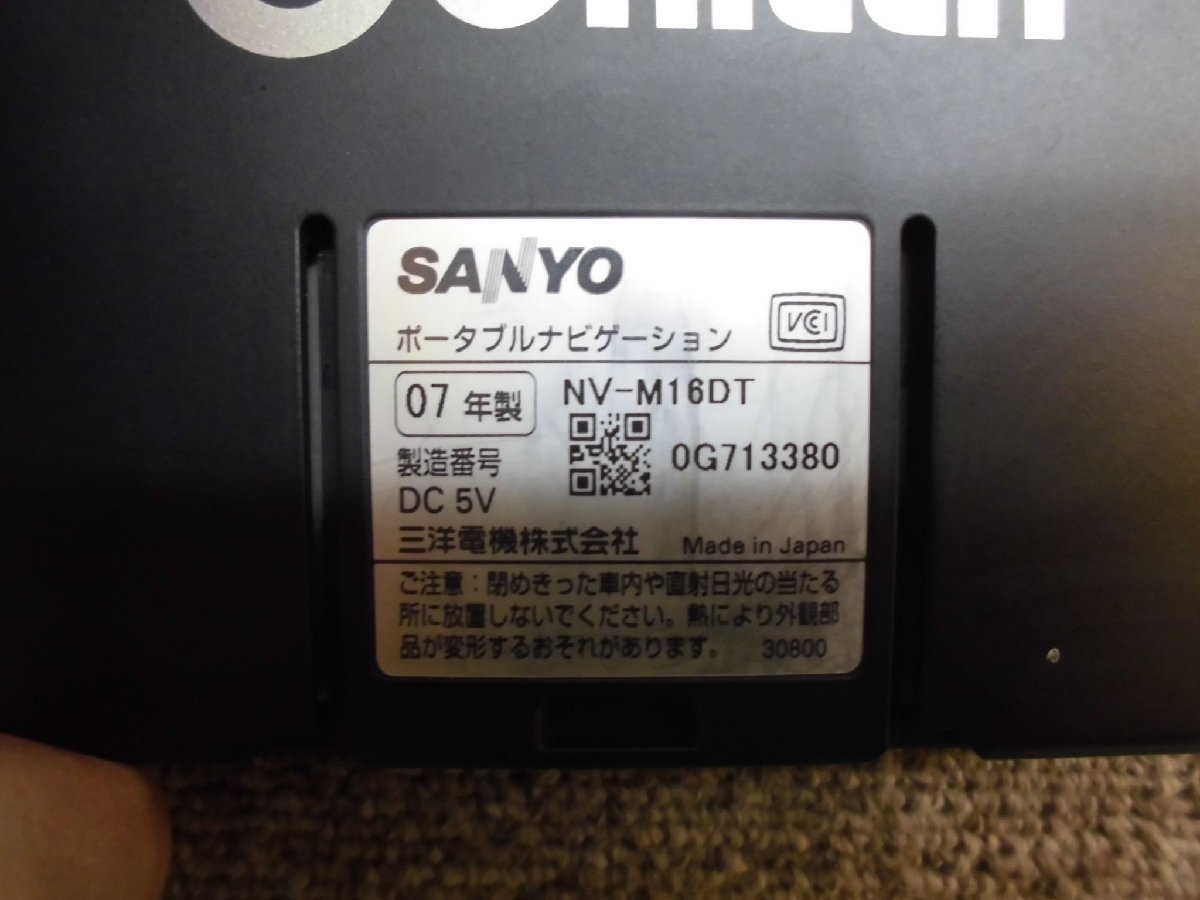 SANYO
ポータブルナビゲーション
VCCI
07 年製
NV-M16DT
製造番号
0G713380
DC 5V
三洋電機株式会社 Made in Japan
ご注意:閉めきった車内や直射日光の当たる
所に放置しないでください。熱により外観部
品が変形するおそれがあります。 30800